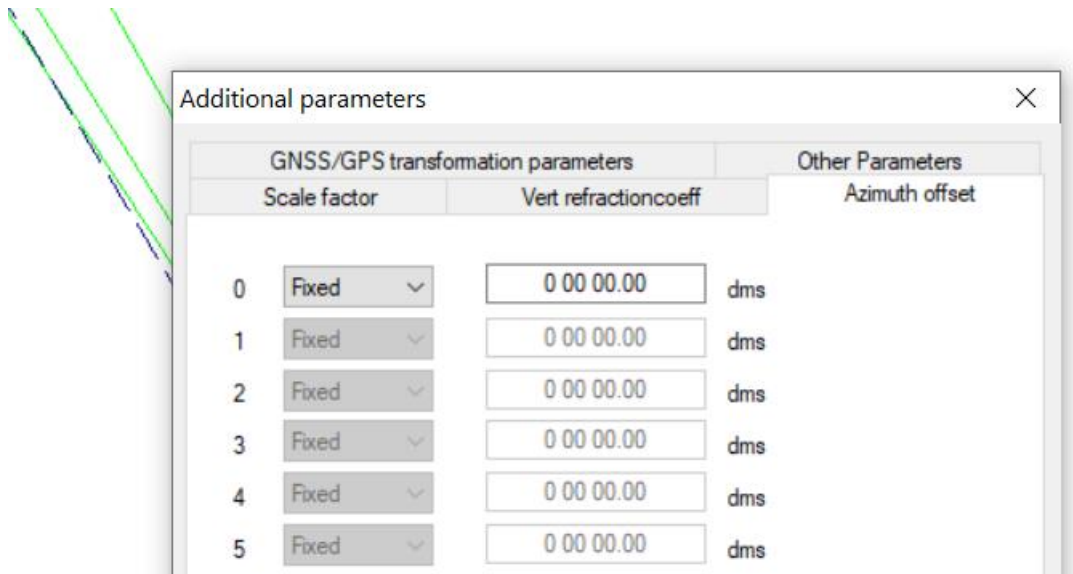 Additional parameters
GNSS/GPS transformation parameters Other Parameters
Scale factor Vert refractioncoeff Azimuth offset
0 Fixed 0 00 00.00 dms
1 Fixed 0 00 00.00 dms
2 Fixed 0 00 00.00 dms
3 Fixed 0 00 00.00 dms
4 Fixed 0 00 00.00 dms
5 Fixed 0 00 00.00 dms